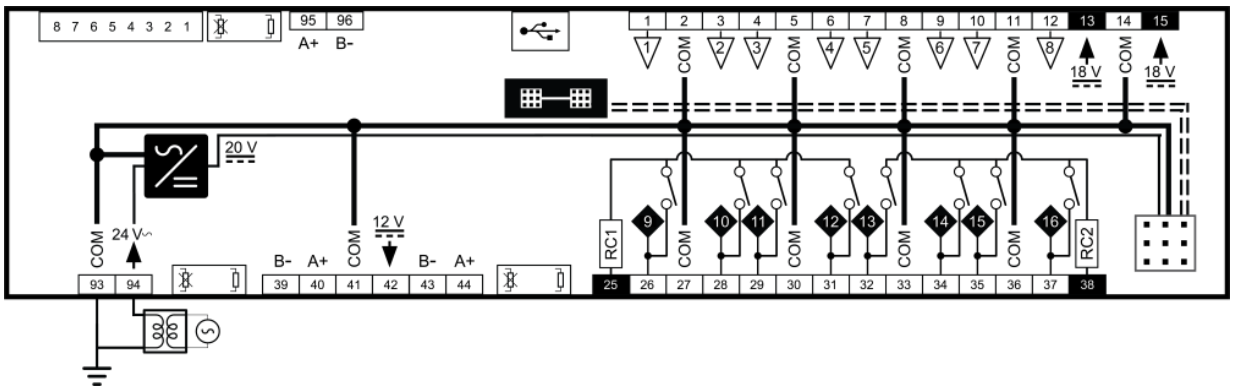 8 7 6 5 4 3 2 1
95 96
A+ B-
1 2 3 4 5 6 7 8 9 10 11 12 13 14 15
1 COM 2 3 COM 4 5 COM 6 7 COM 8 18 V COM 18 V
20 V
24 V~
COM
COM
12 V
B- A+
B- A+
RC1
9 COM 10 11 COM 12 13 COM 14 15 COM 16
RC2
93 94
39 40 41 42 43 44
25 26 27 28 29 30 31 32 33 34 35 36 37 38